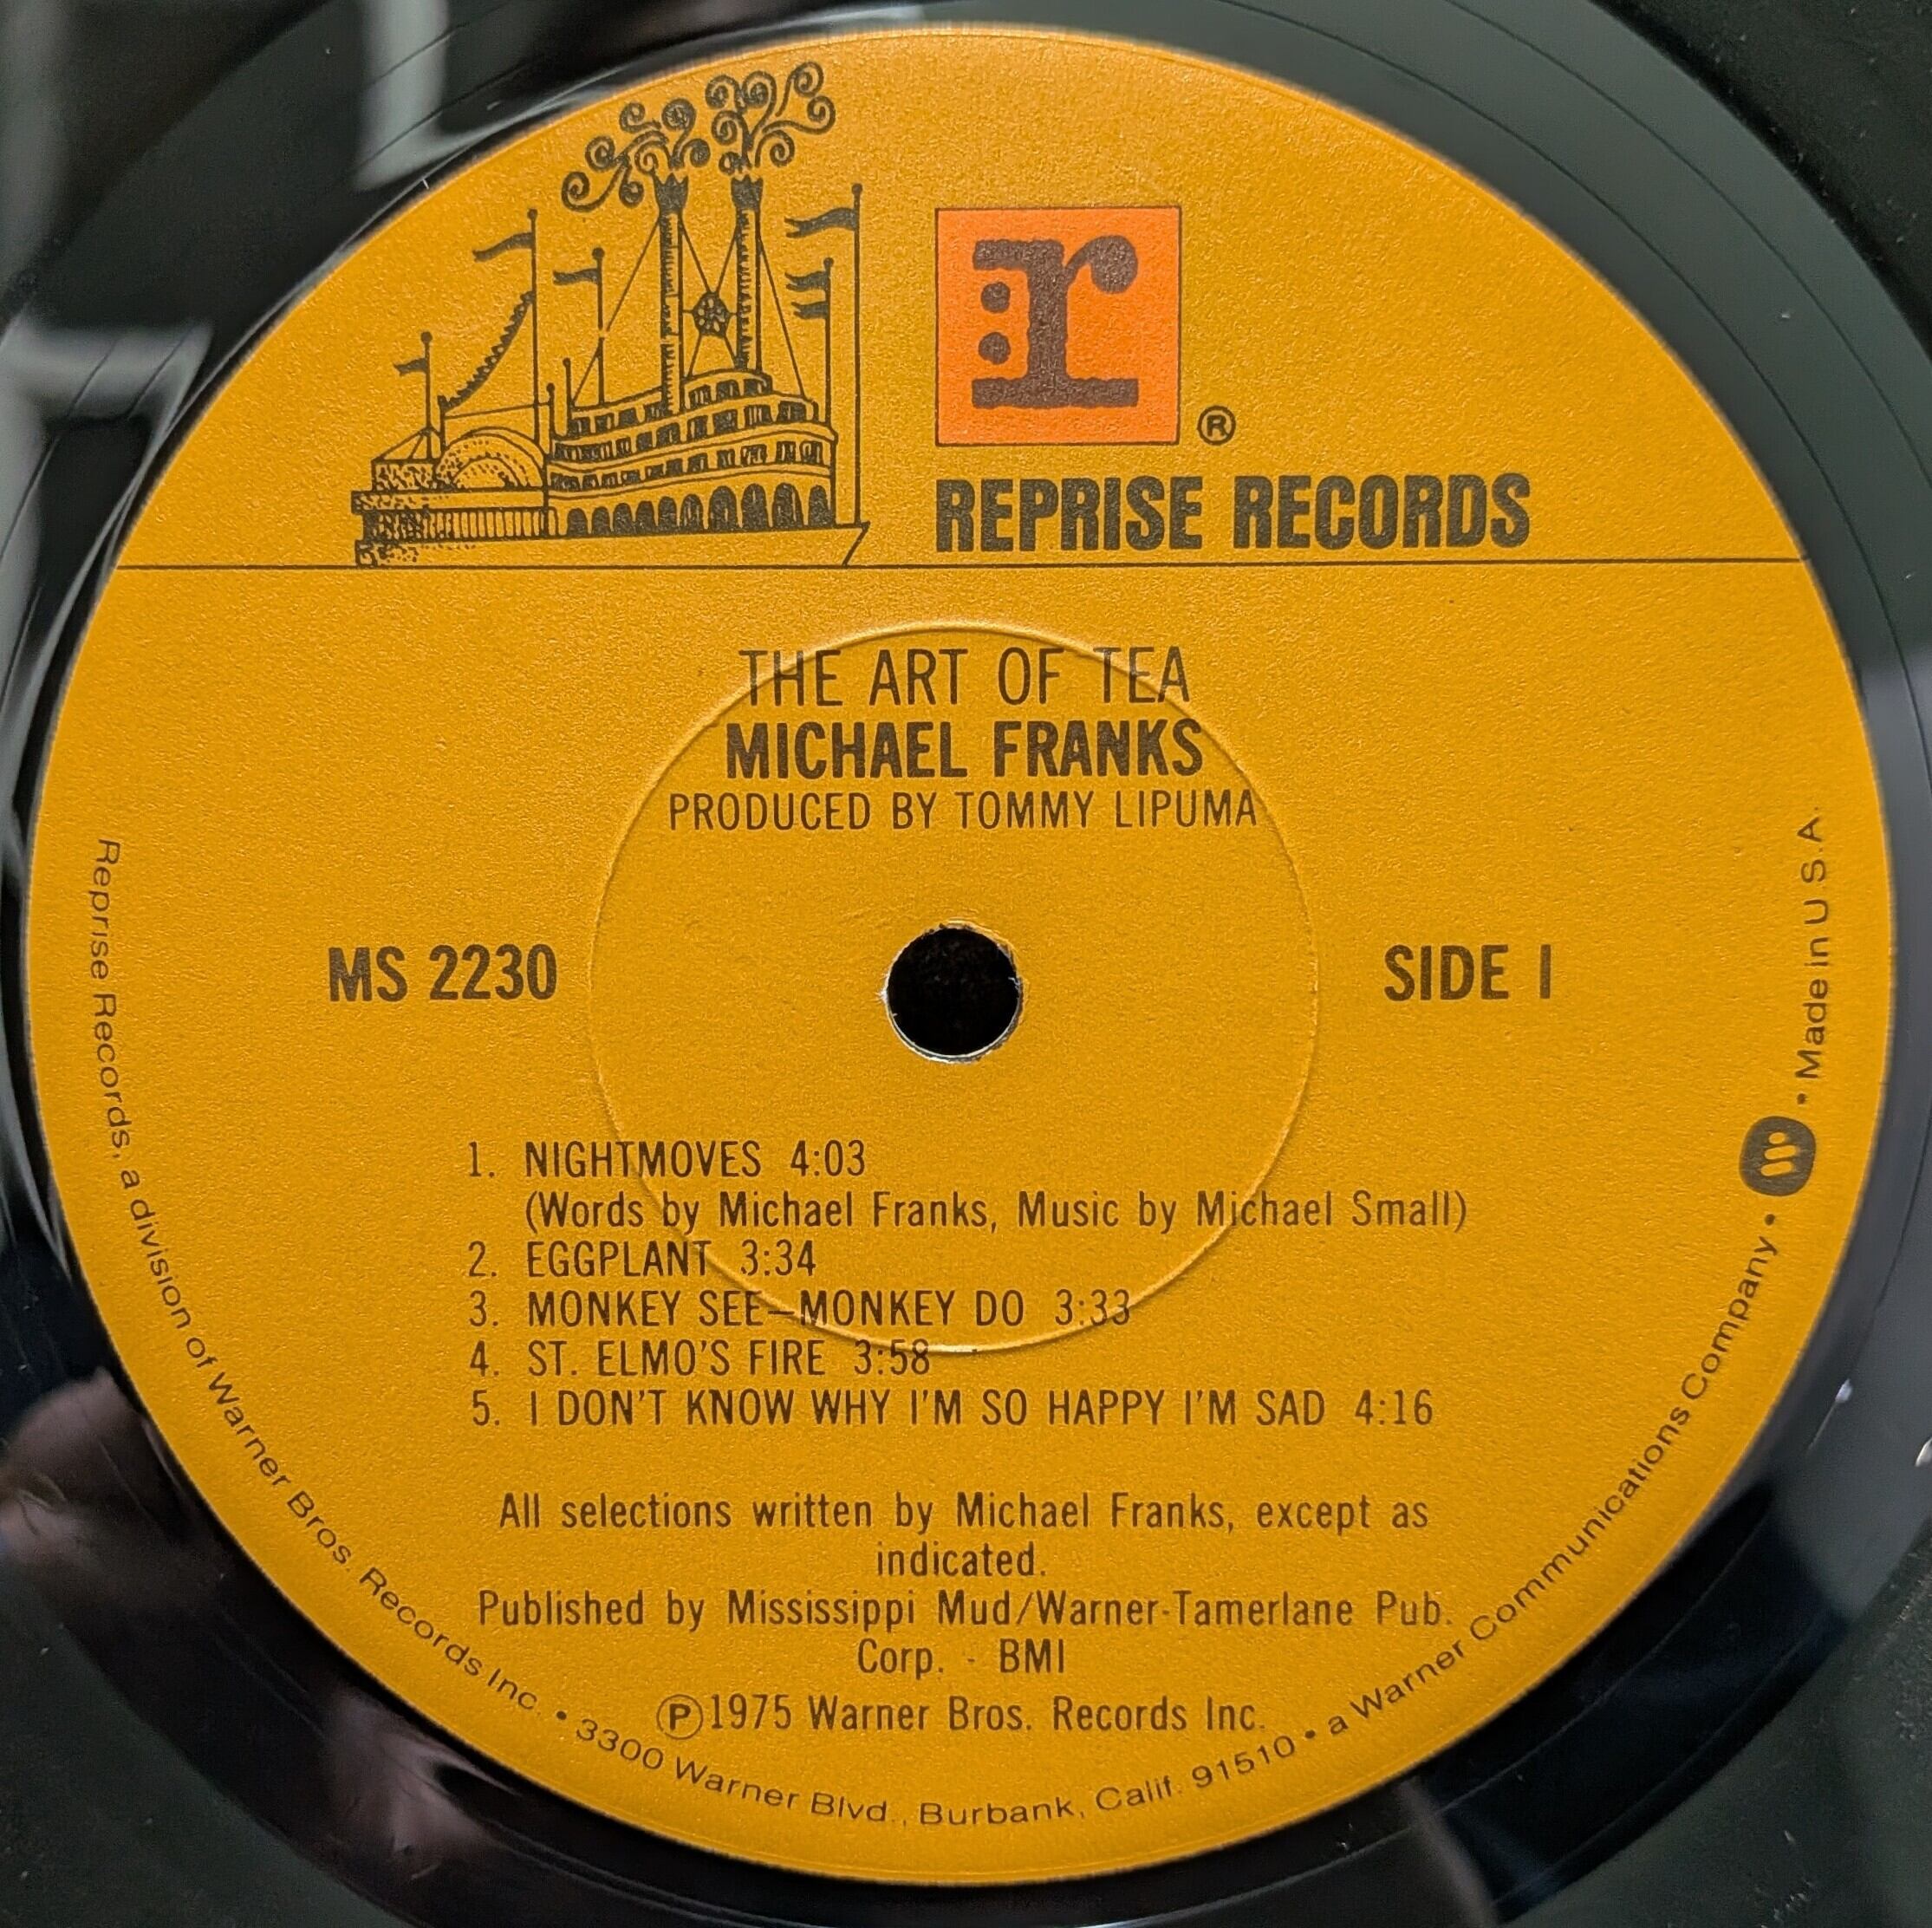 r
®
REPRISE RECORDS
THE ART OF TEA
MICHAEL FRANKS
PRODUCED BY TOMMY LIPUMA
MS 2230
SIDE 1
1. NIGHTMOVES 4:03
(Words by Michael Franks, Music by Michael Small)
2. EGGPLANT 3:34
3. MONKEY SEE—MONKEY DO 3:33
4. ST. ELMO'S FIRE 3:58
5. I DON'T KNOW WHY I'M SO HAPPY I'M SAD 4:16
All selections written by Michael Franks, except as
indicated.
Published by Mississippi Mud/Warner-Tamerlane Pub.
Corp. - BMI
Ⓟ1975 Warner Bros. Records Inc.
Reprise Records, a division of Warner Bros. Records Inc. • 3300 Warner Blvd., Burbank, Calif. 91510 • a Warner Communications Company • W • Made in U.S.A.